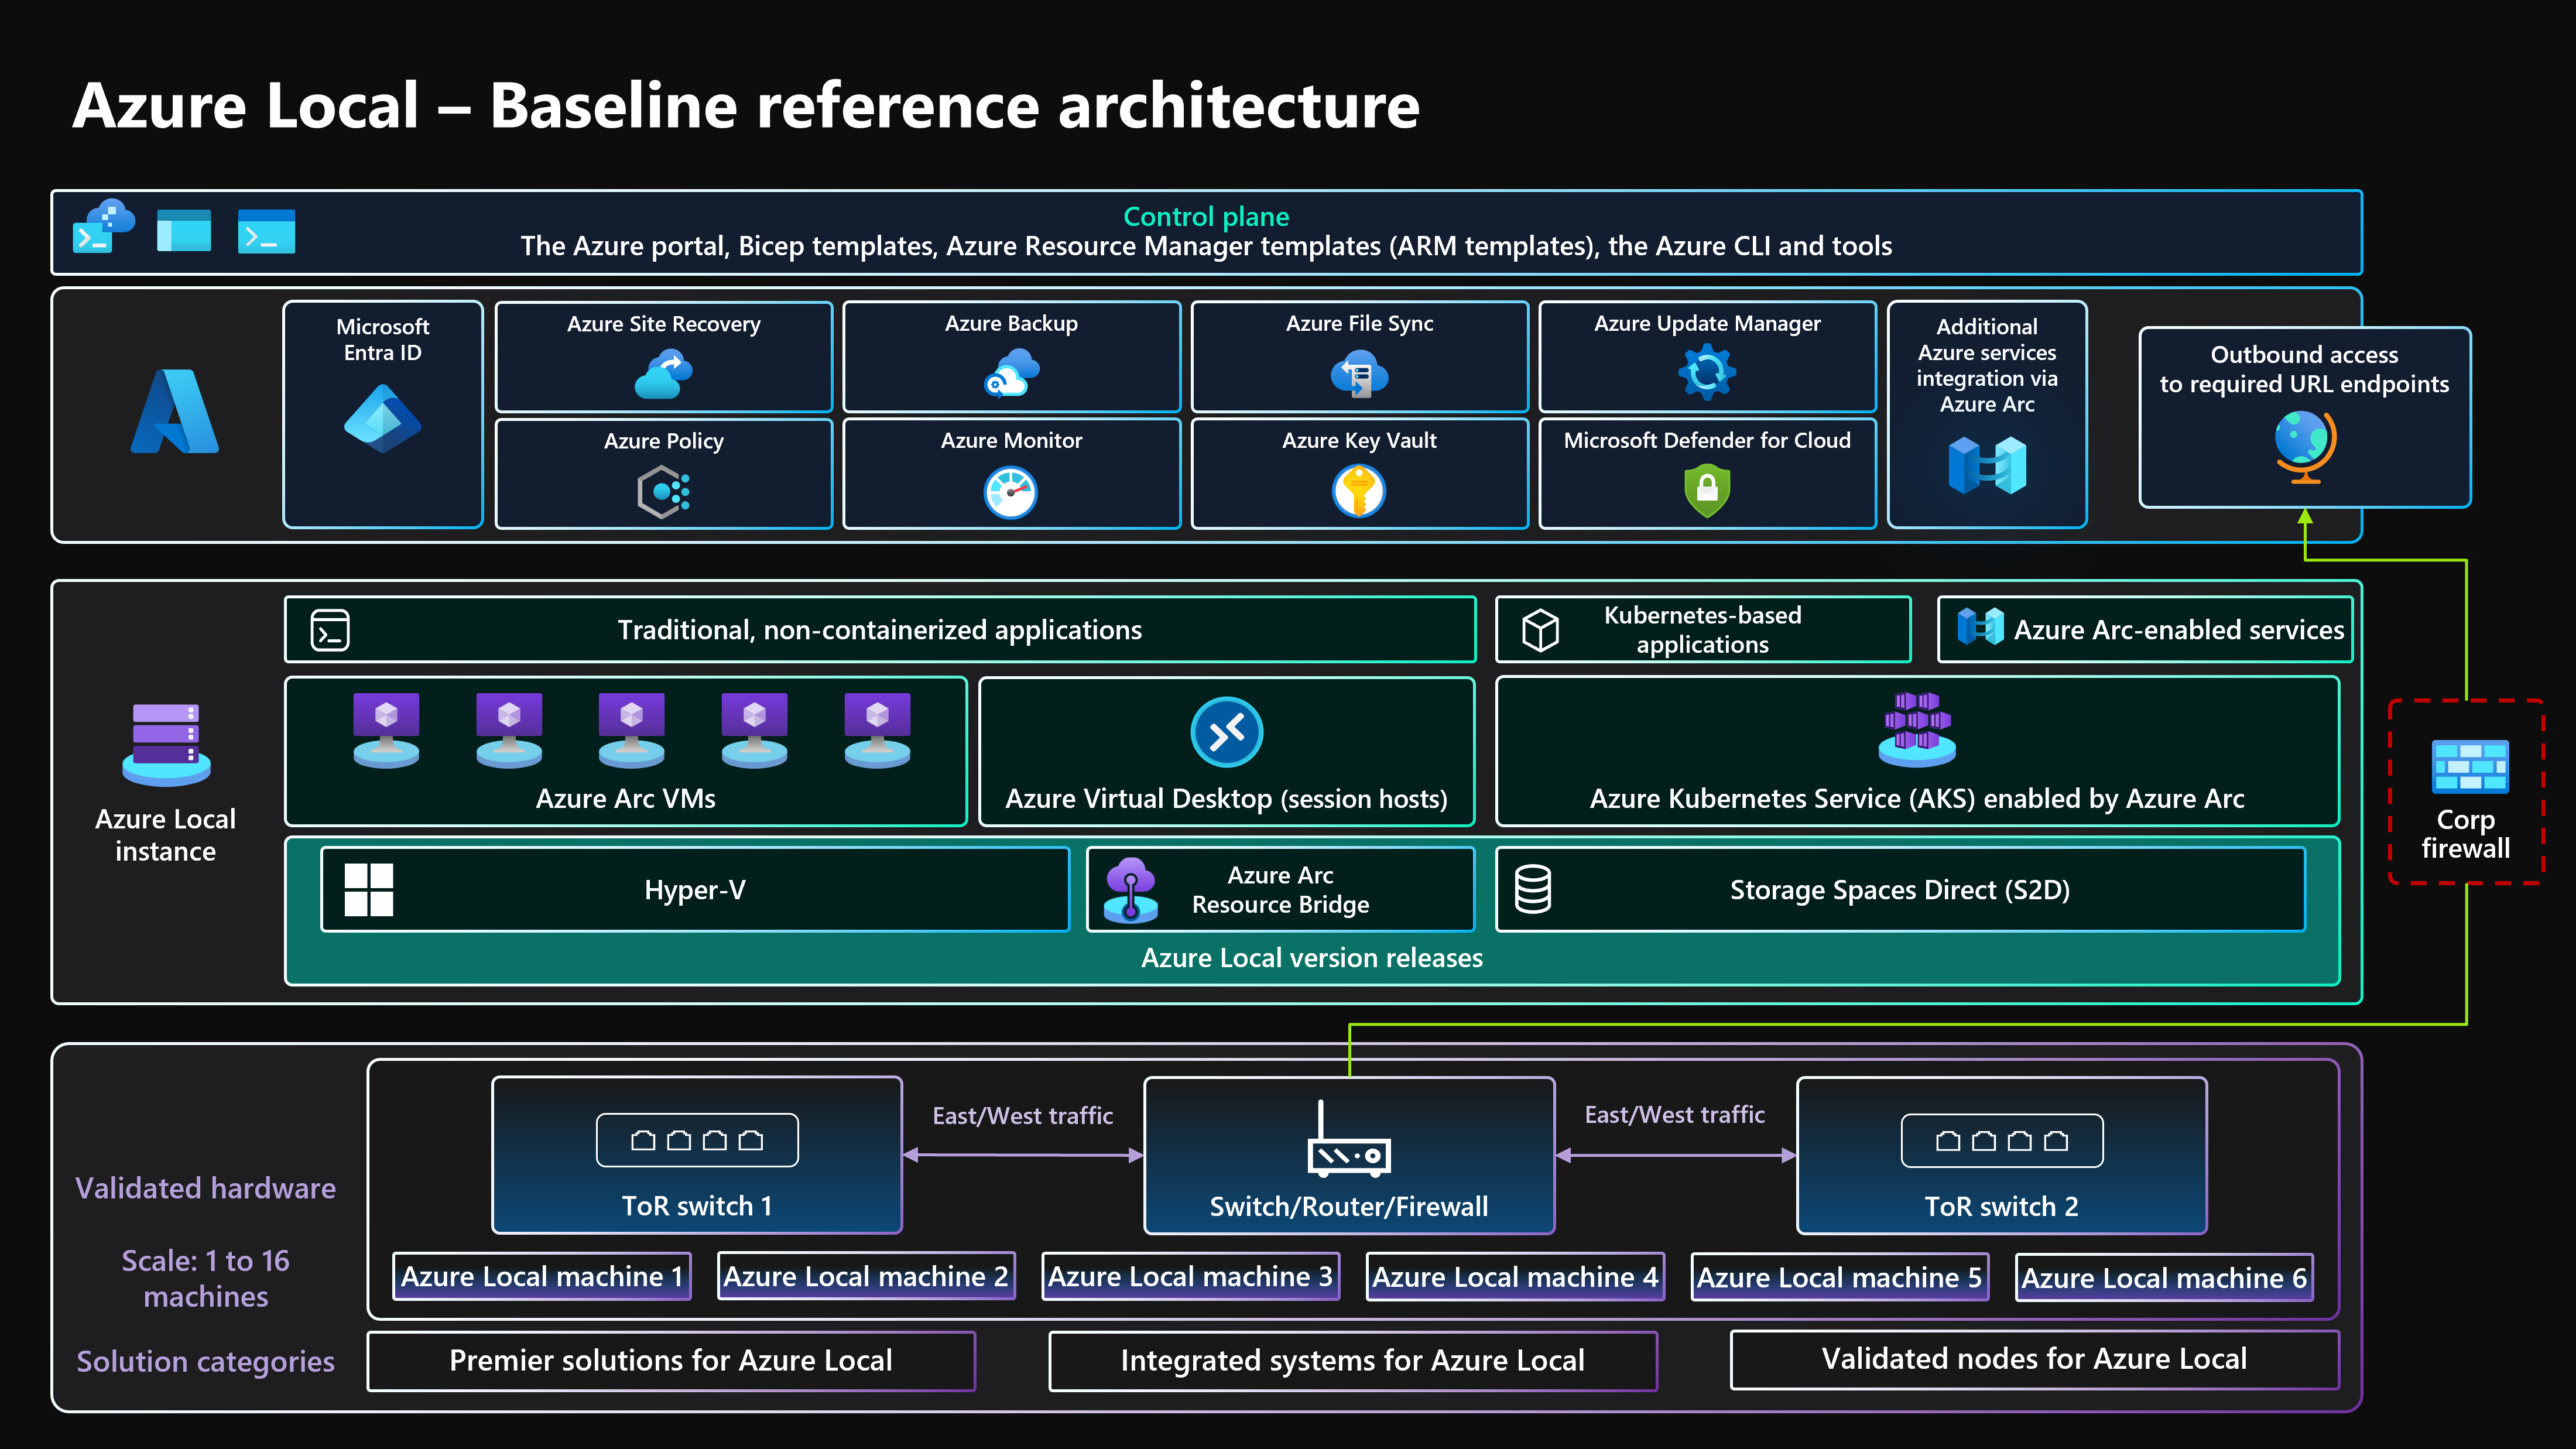 Azure Local – Baseline reference architecture
Control plane
The Azure portal, Bicep templates, Azure Resource Manager templates (ARM templates), the Azure CLI and tools
Microsoft
Entra ID
Azure Site Recovery
Azure Backup
Azure File Sync
Azure Update Manager
Azure Policy
Azure Monitor
Azure Key Vault
Microsoft Defender for Cloud
Additional
Azure services
integration via
Azure Arc
Outbound access
to required URL endpoints
Azure Local
instance
Traditional, non-containerized applications
Kubernetes-based
applications
Azure Arc-enabled services
Azure Arc VMs
Azure Virtual Desktop (session hosts)
Azure Kubernetes Service (AKS) enabled by Azure Arc
Hyper-V
Azure Arc
Resource Bridge
Storage Spaces Direct (S2D)
Azure Local version releases
Corp
firewall
Validated hardware
Scale: 1 to 16
machines
ToR switch 1
East/West traffic
Switch/Router/Firewall
East/West traffic
ToR switch 2
Azure Local machine 1
Azure Local machine 2
Azure Local machine 3
Azure Local machine 4
Azure Local machine 5
Azure Local machine 6
Solution categories
Premier solutions for Azure Local
Integrated systems for Azure Local
Validated nodes for Azure Local